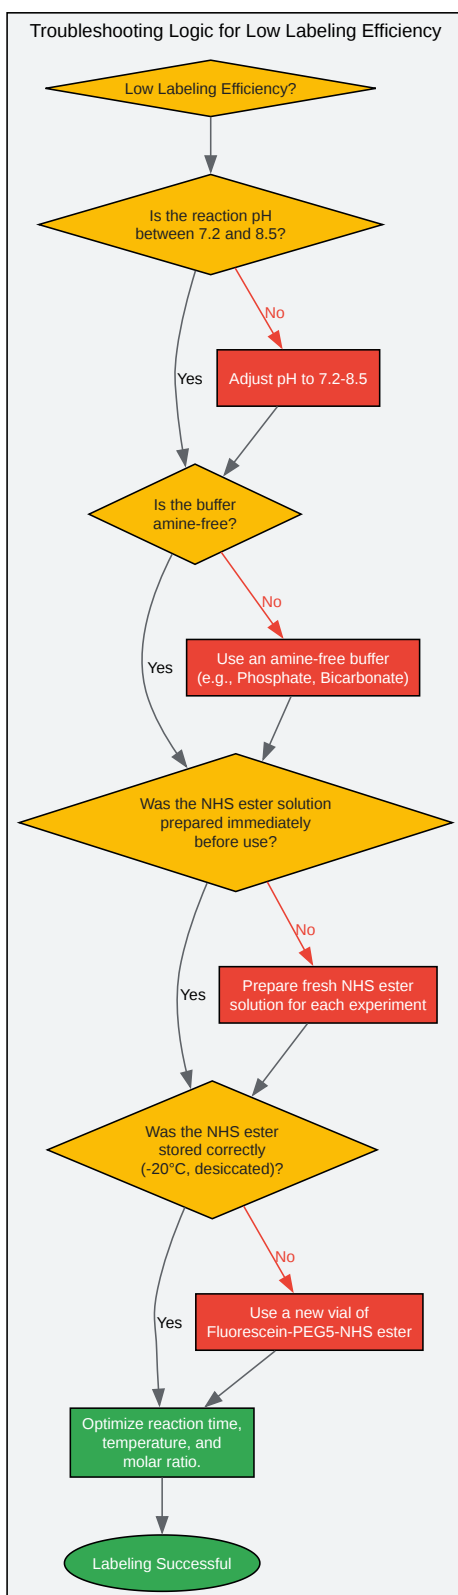 Troubleshooting Logic for Low Labeling Efficiency
Low Labeling Efficiency?
Is the reaction pH
between 7.2 and 8.5?
No
Adjust pH to 7.2-8.5
Yes
Is the buffer
amine-free?
No
Use an amine-free buffer
(e.g., Phosphate, Bicarbonate)
Yes
Was the NHS ester solution
prepared immediately
before use?
No
Prepare fresh NHS ester
solution for each experiment
Yes
Was the NHS ester
stored correctly
(-20°C, desiccated)?
No
Use a new vial of
Fluorescein-PEG5-NHS ester
Yes
Optimize reaction time,
temperature, and
molar ratio.
Labeling Successful